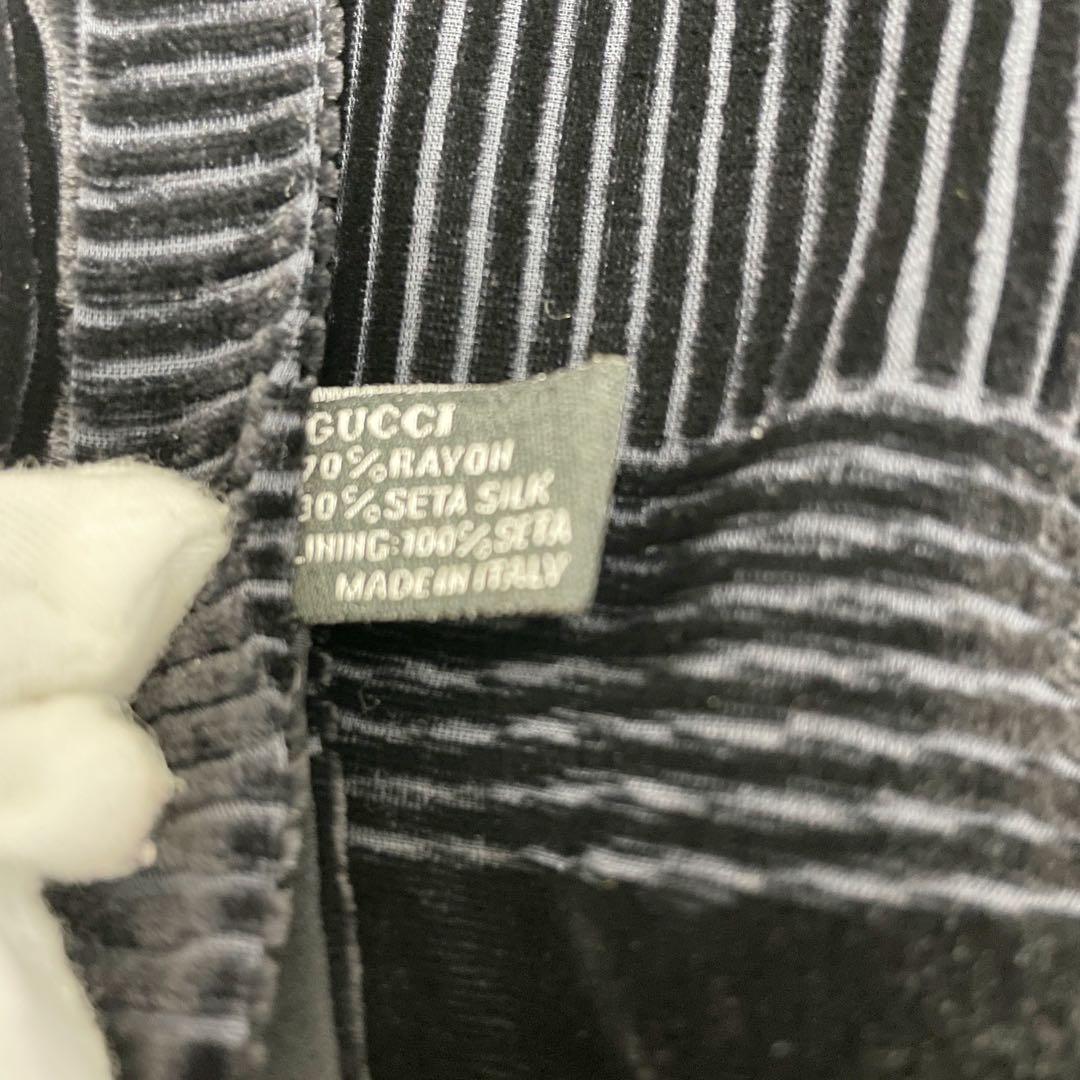 GUCCI
70%RAYON
30%SETA SILK
LINING:100%SETA
MADE IN ITALY